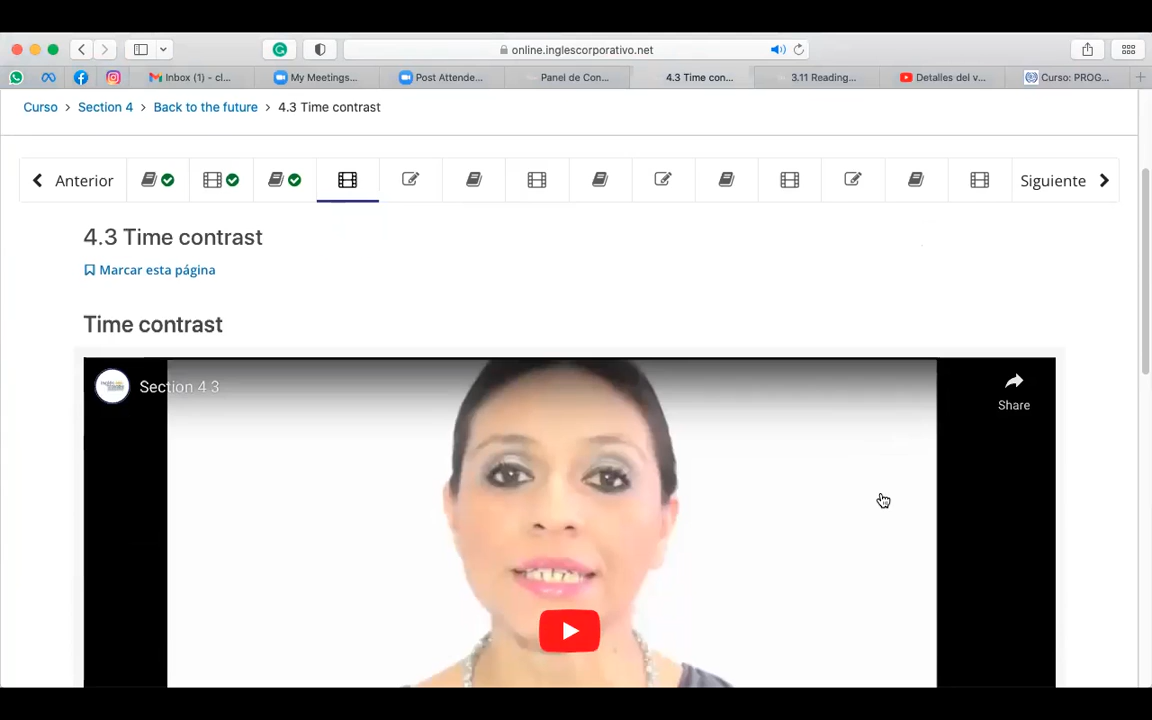 online.inglescorporativo.net
Inbox (1) – cl...
My Meetings...
Post Attende...
Panel de Con...
4.3 Time con...
3.11 Reading...
Detalles del v...
Curso: PROG...
Curso > Section 4 > Back to the future > 4.3 Time contrast
Anterior
Siguiente
4.3 Time contrast
Marcar esta página
Time contrast
Section 4 3
Share